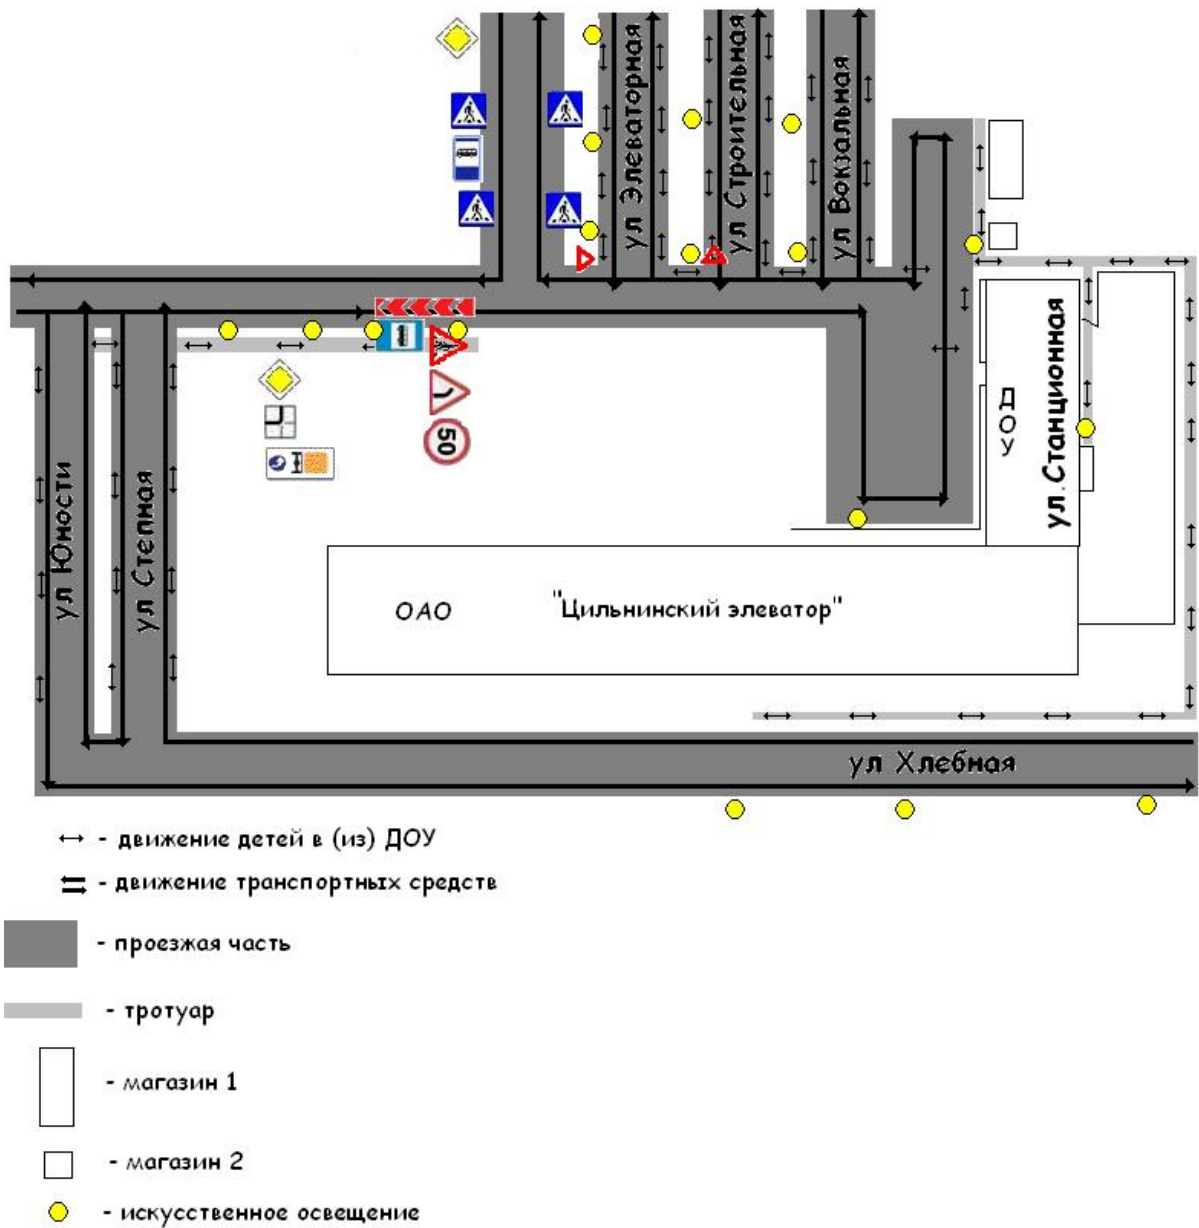 ул Элеваторная
ул Строительная
ул Вокзальная
50
ДОУ
ул.Станционная
ул Юности
ул Степная
ОАО "Цильнинский элеватор"
ул Хлебная
- движение детей в (из) ДОУ
- движение транспортных средств
- проезжая часть
- тротуар
- магазин 1
- магазин 2
- искусственное освещение